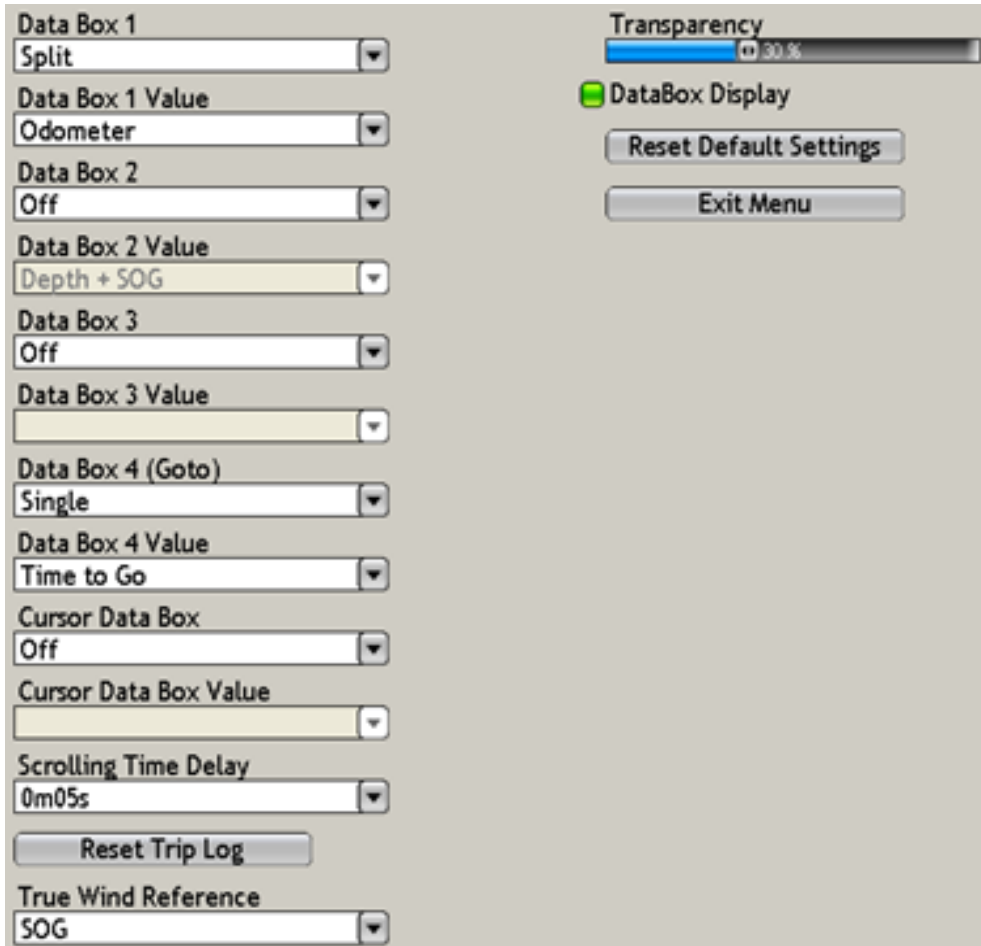 Data Box 1
Split
Data Box 1 Value
Odometer
Data Box 2
Off
Data Box 2 Value
Depth + SOG
Data Box 3
Off
Data Box 3 Value
Data Box 4 (Goto)
Single
Data Box 4 Value
Time to Go
Cursor Data Box
Off
Cursor Data Box Value
Scrolling Time Delay
0m05s
Reset Trip Log
True Wind Reference
SOG
Transparency
30 %
DataBox Display
Reset Default Settings
Exit Menu